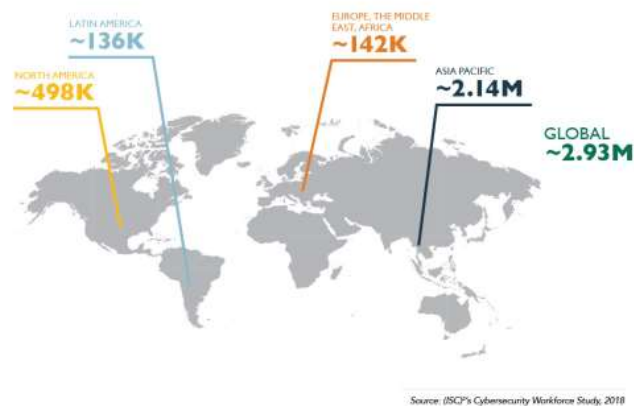 LATIN AMERICA
~136K
EUROPE, THE MIDDLE
EAST, AFRICA
~142K
NORTH AMERICA
~498K
ASIA PACIFIC
~2.14M
GLOBAL
~2.93M
Source: (ISC)²'s Cybersecurity Workforce Study, 2018